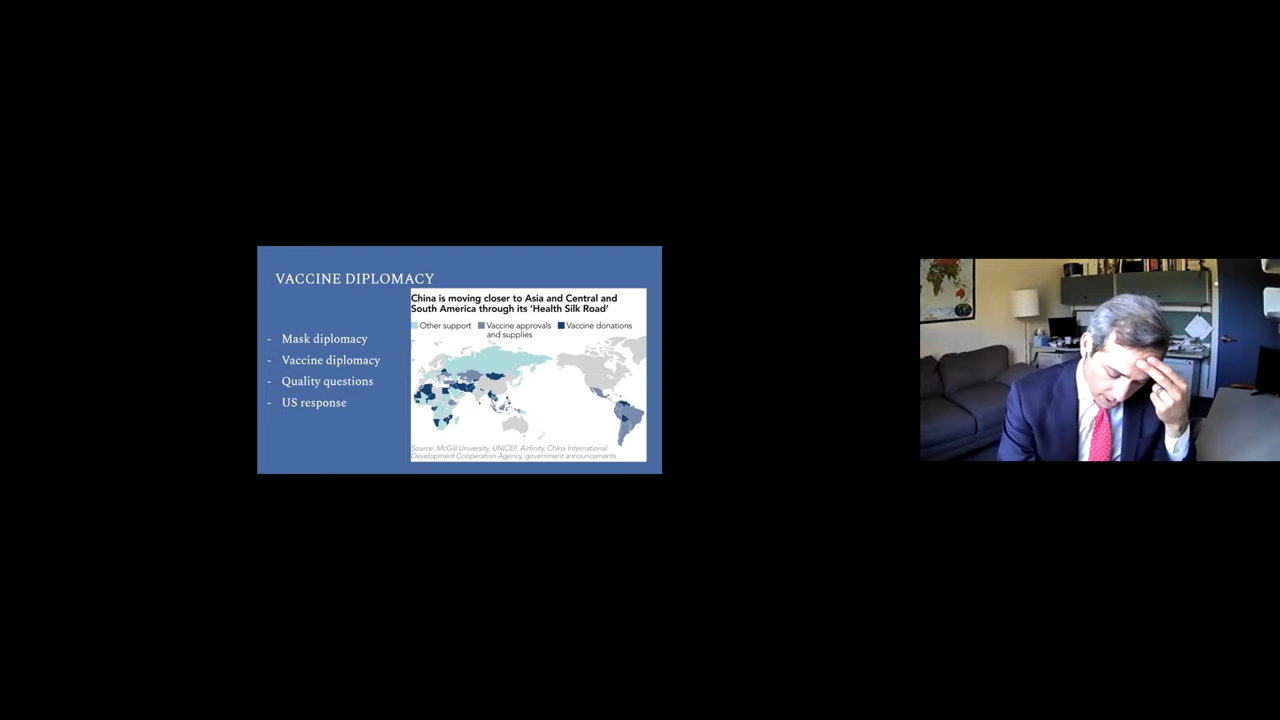 VACCINE DIPLOMACY
- Mask diplomacy
- Vaccine diplomacy
- Quality questions
- US response
China is moving closer to Asia and Central and
South America through its 'Health Silk Road'
Other support
Vaccine approvals
and supplies
Vaccine donations
Source: McGill University, UNICEF, Airfinity, China International
Development Cooperation Agency, government announcements